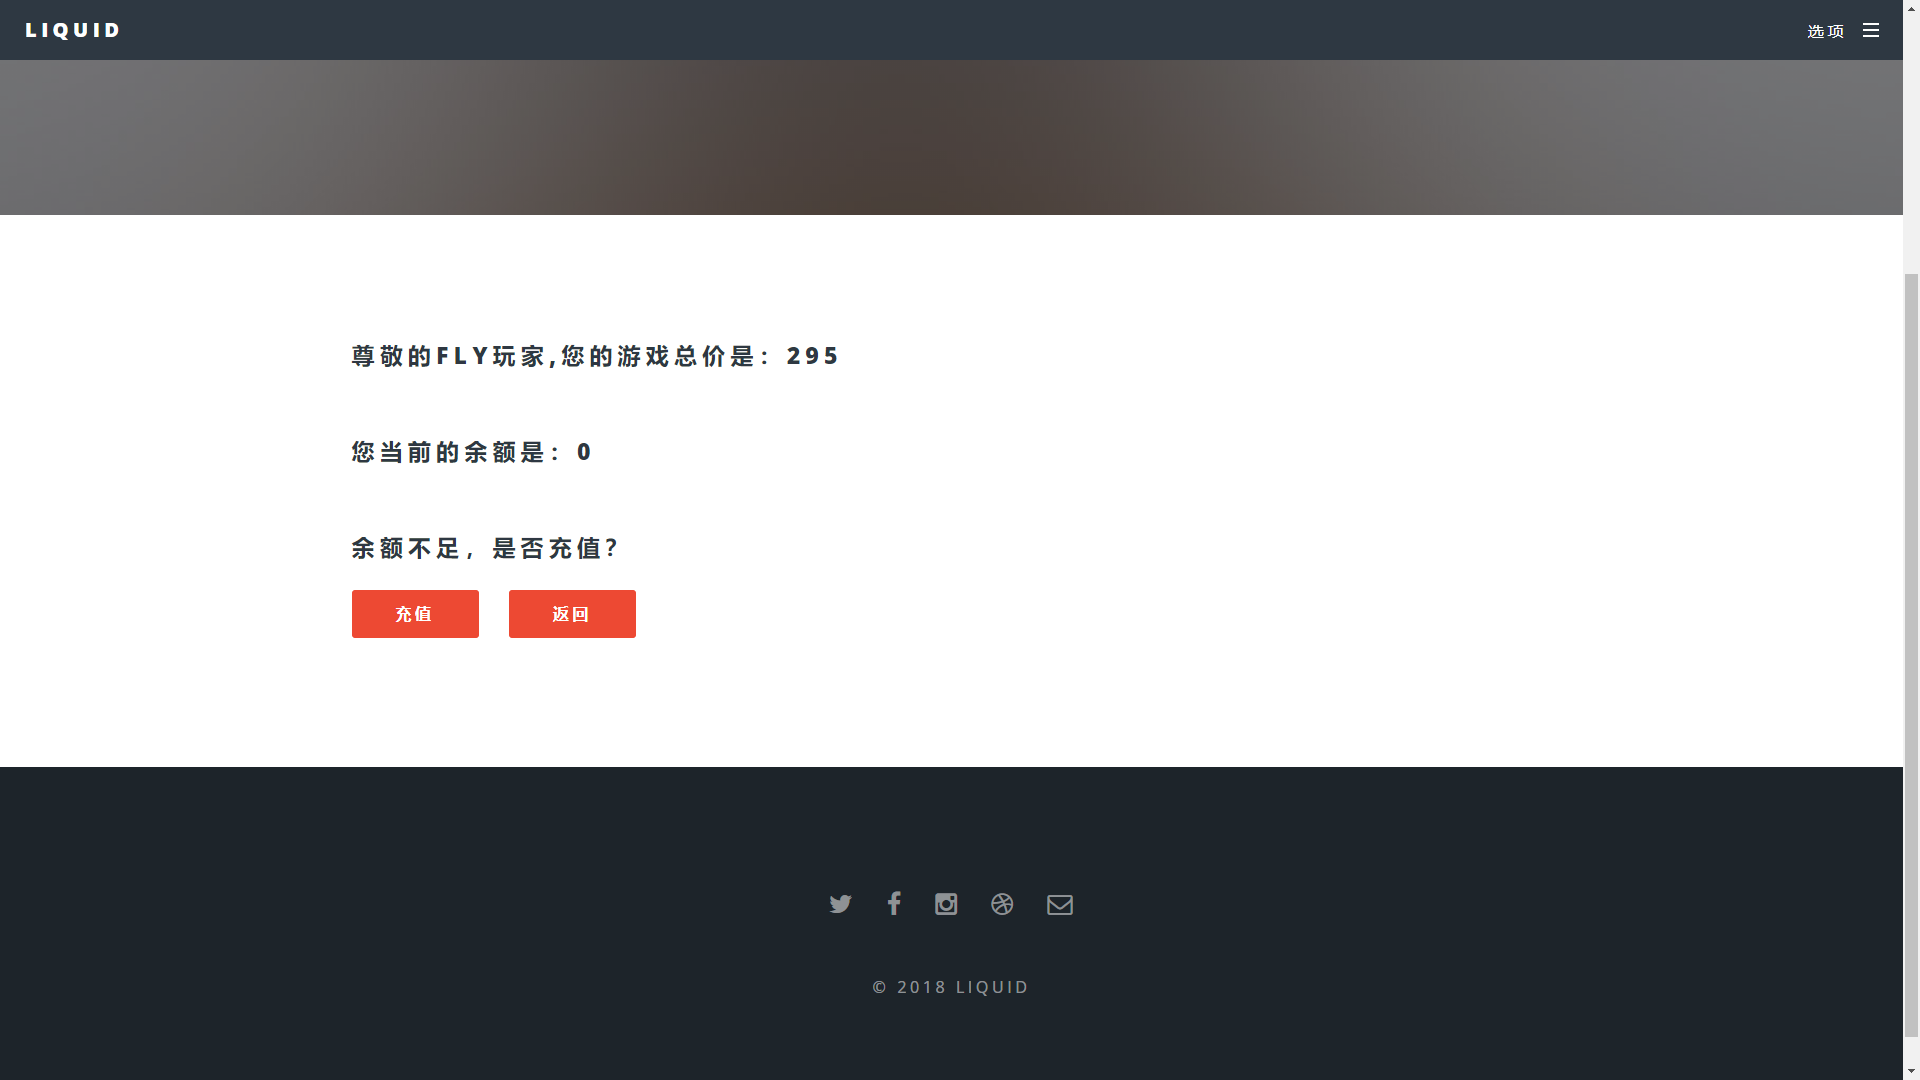 LIQUID
选项
尊敬的FLY玩家,您的游戏总价是：295
您当前的余额是：0
余额不足，是否充值？
充值
返回
© 2018 LIQUID